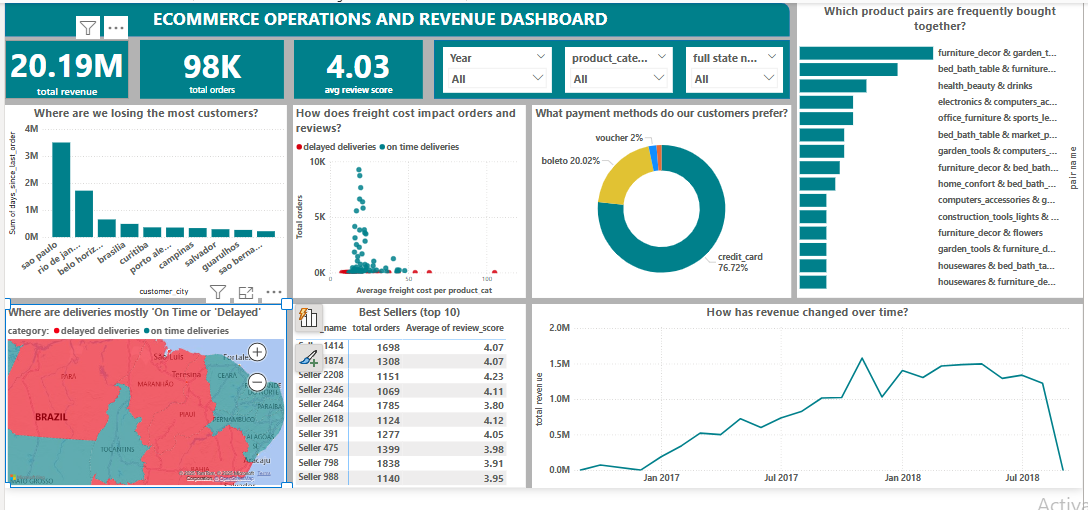 ECOMMERCE OPERATIONS AND REVENUE DASHBOARD
20.19M
total revenue
98K
total orders
4.03
avg review score
Year
All
product_cate...
All
full state n...
All
Which product pairs are frequently bought
together?
furniture_decor & garden_t...
bed_bath_table & furniture...
health_beauty & drinks
electronics & computers_ac...
office_furniture & sports_le...
bed_bath_table & market_p...
garden_tools & computers_...
furniture_decor & bed_bath...
home_confort & bed_bath_...
computers_accessories & g...
construction_tools_lights & ...
furniture_decor & flowers
garden_tools & furniture_d...
housewares & bed_bath_ta...
housewares & furniture_de...
pair name
Where are we losing the most customers?
Sum of days_since_last_order
4M
3M
2M
1M
0M
sao paulo
rio de jan...
belo horiz...
brasilia
curitiba
porto ale...
campinas
salvador
guarulhos
sao berna...
customer_city
How does freight cost impact orders and
reviews?
delayed deliveries
on time deliveries
Total orders
10K
5K
0K
0
50
100
Average freight cost per product_cat
What payment methods do our customers prefer?
voucher 2%
boleto 20.02%
credit_card
76.72%
Where are deliveries mostly 'On Time or 'Delayed'
category:
delayed deliveries
on time deliveries
São Luís
Fortale
PARÁ
Teresina
CEARÁ
MARANHÃO
NDE
DO NORTE
PARAÍBA
BRAZIL
PIAUÍ
PERNAMBUCO
ALAGOAS
TOCANTINS
Aracaju
BAHIA
Best Sellers (top 10)
name total orders Average of review_score
1414 1698 4.07
1874 1308 4.07
Seller 2208 1151 4.23
Seller 2346 1069 4.11
Seller 2464 1785 3.80
Seller 2618 1124 4.12
Seller 391 1277 4.05
Seller 475 1399 3.98
Seller 798 1838 3.91
Seller 988 1140 3.95
How has revenue changed over time?
total revenue
2.0M
1.5M
1.0M
0.5M
0.0M
Jan 2017
Jul 2017
Jan 2018
Jul 2018
Activa